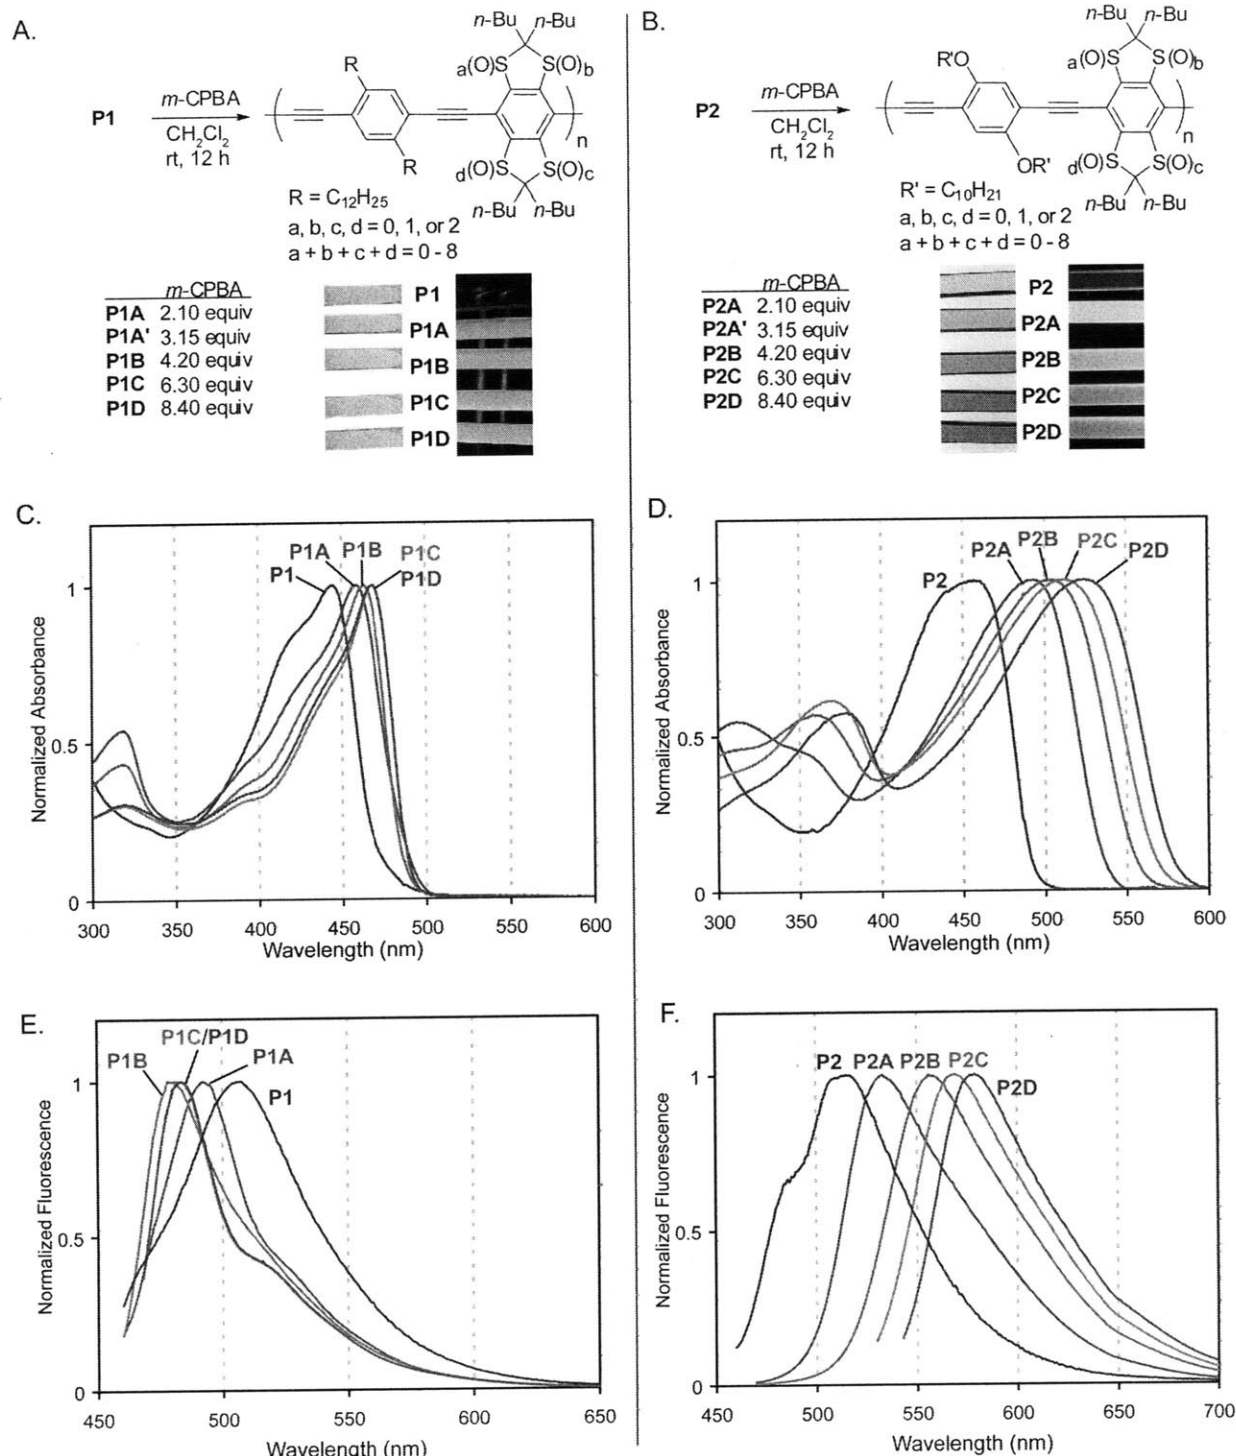 A.
P1
m-CPBA
CH2Cl2
rt, 12 h
R
R
n-Bu n-Bu
a(O)S S(O)b
d(O)S S(O)c
n-Bu n-Bu
n
R = C12H25
a, b, c, d = 0, 1, or 2
a + b + c + d = 0 - 8
m-CPBA
P1A 2.10 equiv
P1A' 3.15 equiv
P1B 4.20 equiv
P1C 6.30 equiv
P1D 8.40 equiv
P1
P1A
P1B
P1C
P1D
B.
P2
m-CPBA
CH2Cl2
rt, 12 h
R'O
OR'
n-Bu n-Bu
a(O)S S(O)b
d(O)S S(O)c
n-Bu n-Bu
n
R' = C10H21
a, b, c, d = 0, 1, or 2
a + b + c + d = 0 - 8
m-CPBA
P2A 2.10 equiv
P2A' 3.15 equiv
P2B 4.20 equiv
P2C 6.30 equiv
P2D 8.40 equiv
P2
P2A
P2B
P2C
P2D
C.
P1 P1A P1B P1C
P1D
1
0.5
0
Normalized Absorbance
300 350 400 450 500 550 600
Wavelength (nm)
D.
P2 P2A P2B P2C P2D
1
0.5
0
Normalized Absorbance
300 350 400 450 500 550 600
Wavelength (nm)
E.
P1B P1C/P1D P1A P1
1
0.5
0
Normalized Fluorescence
450 500 550 600 650
Wavelength (nm)
F.
P2 P2A P2B P2C P2D
1
0.5
0
Normalized Fluorescence
450 500 550 600 650 700
Wavelength (nm)